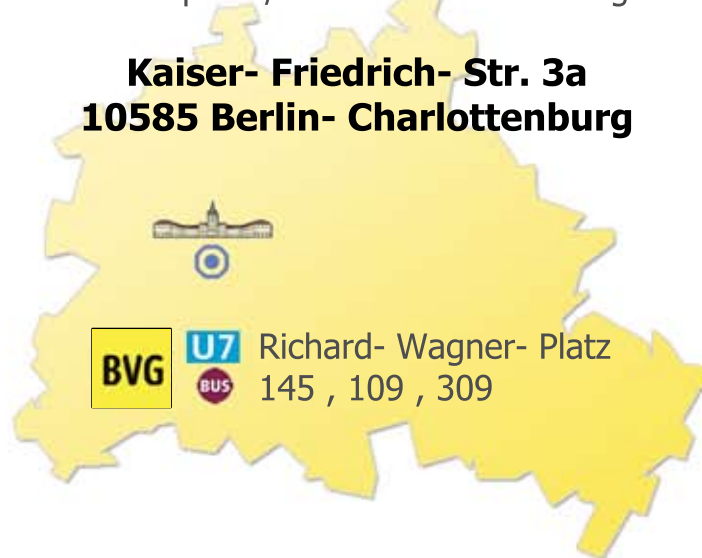 Kaiser- Friedrich- Str. 3a
10585 Berlin- Charlottenburg
BVG U7 Richard- Wagner- Platz
BUS 145 , 109 , 309